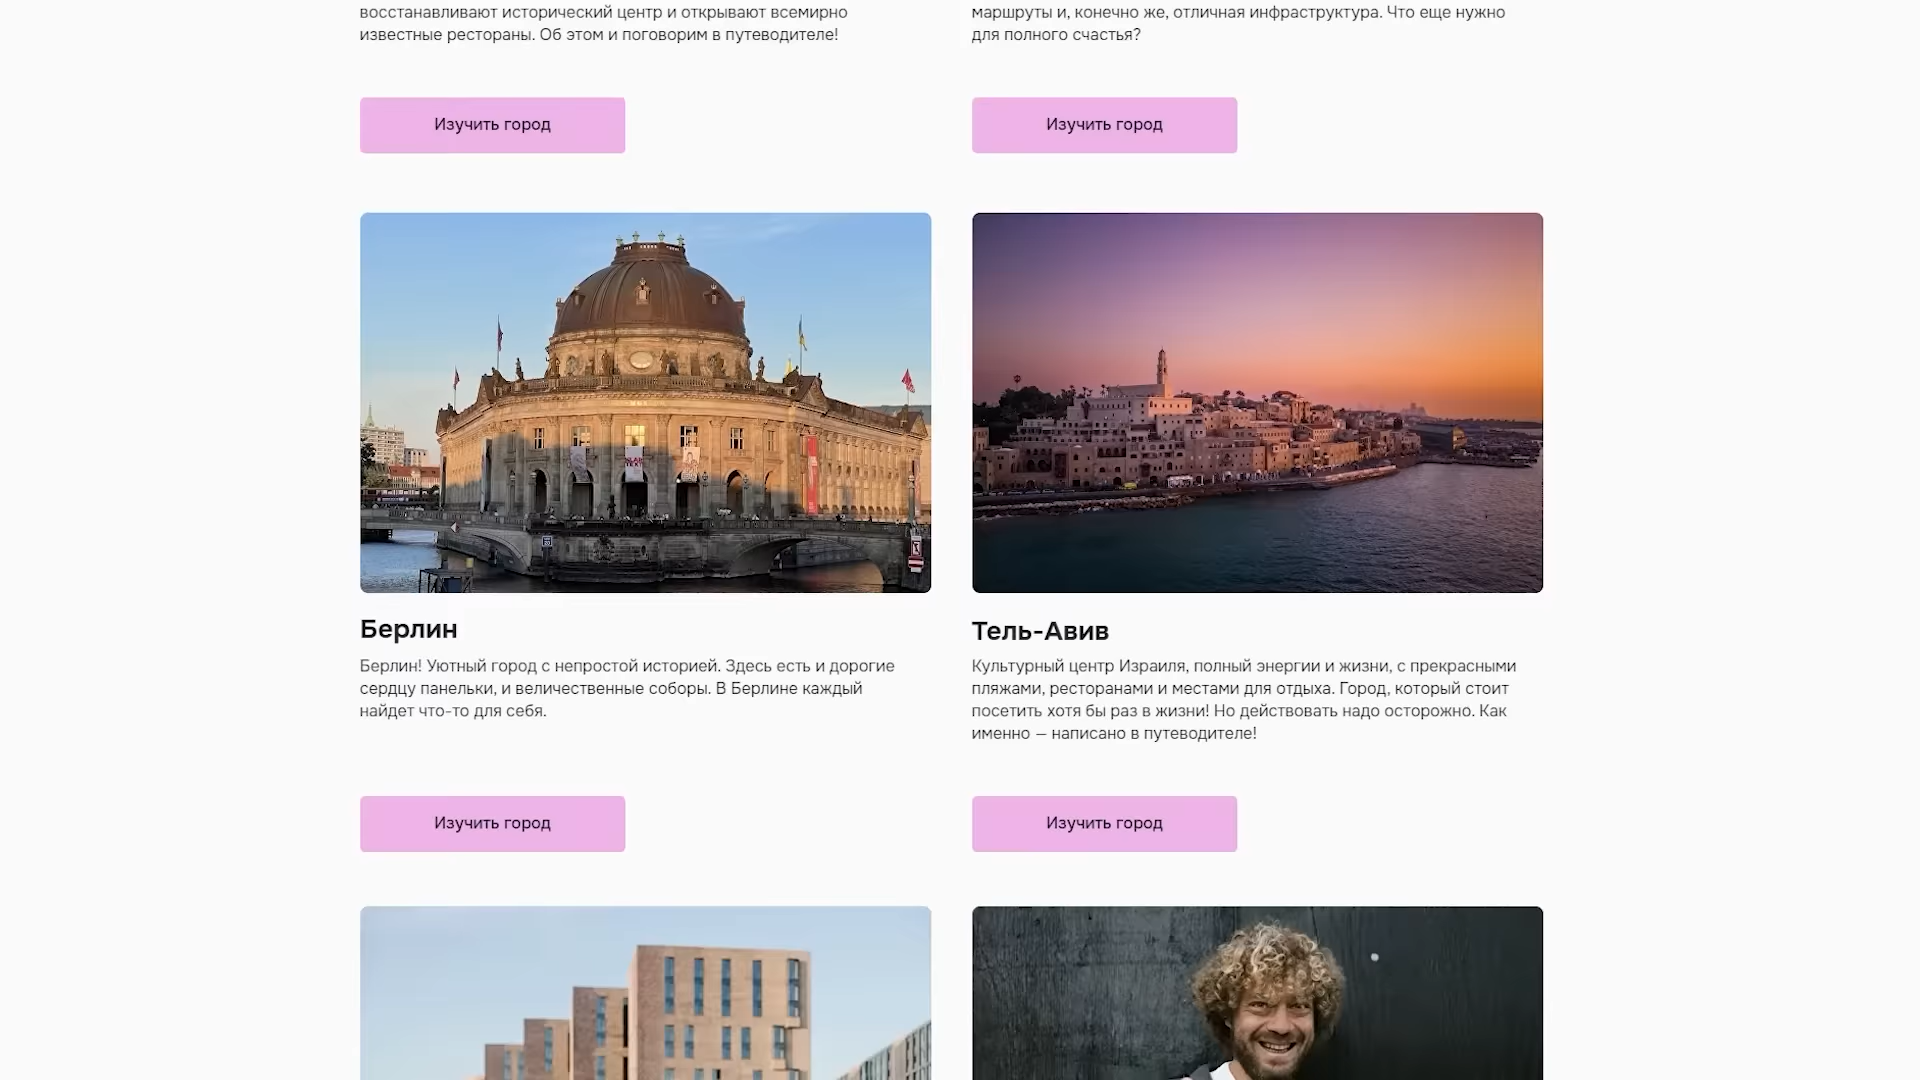 восстанавливают исторический центр и открывают всемирно
известные рестораны. Об этом и поговорим в путеводителе!
маршруты и, конечно же, отличная инфраструктура. Что еще нужно
для полного счастья?
Изучить город
Изучить город
Берлин
Берлин! Уютный город с непростой историей. Здесь есть и дорогие
сердцу панельки, и величественные соборы. В Берлине каждый
найдет что-то для себя.
Тель-Авив
Культурный центр Израиля, полный энергии и жизни, с прекрасными
пляжами, ресторанами и местами для отдыха. Город, который стоит
посетить хотя бы раз в жизни! Но действовать надо осторожно. Как
именно — написано в путеводителе!
Изучить город
Изучить город